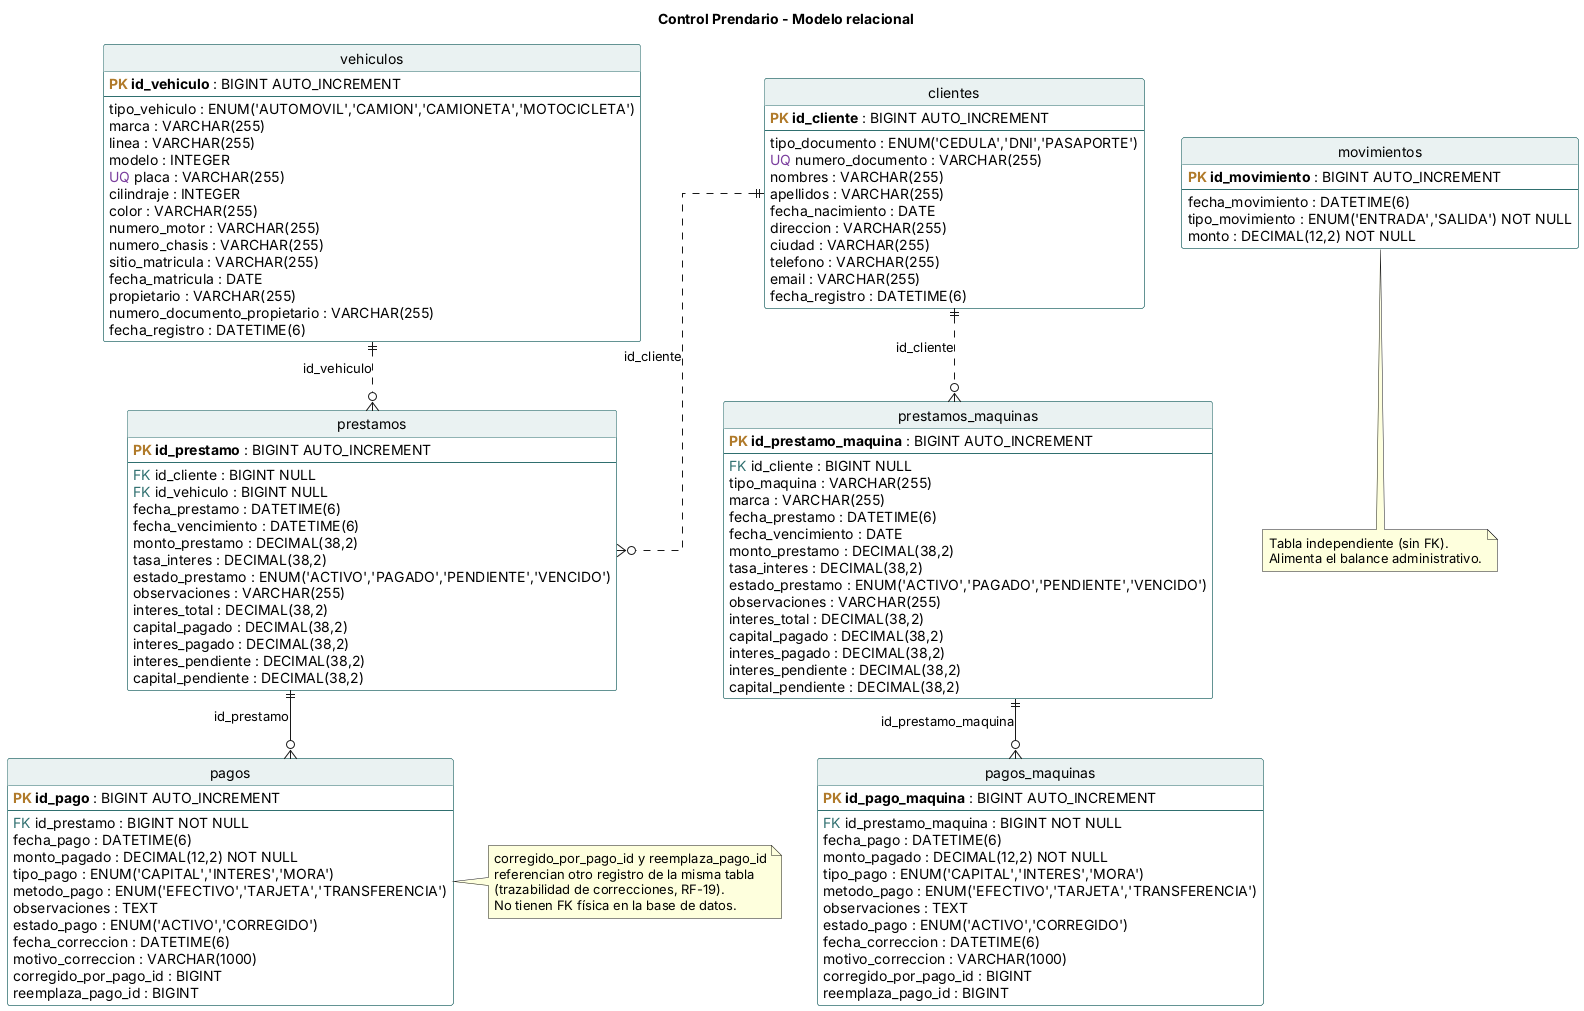 Control Prendario - Modelo relacional
vehiculos
PK id_vehiculo : BIGINT AUTO_INCREMENT
tipo_vehiculo : ENUM('AUTOMOVIL','CAMION','CAMIONETA','MOTOCICLETA')
marca : VARCHAR(255)
linea : VARCHAR(255)
modelo : INTEGER
UQ placa : VARCHAR(255)
cilindraje : INTEGER
color : VARCHAR(255)
numero_motor : VARCHAR(255)
numero_chasis : VARCHAR(255)
sitio_matricula : VARCHAR(255)
fecha_matricula : DATE
propietario : VARCHAR(255)
numero_documento_propietario : VARCHAR(255)
fecha_registro : DATETIME(6)
clientes
PK id_cliente : BIGINT AUTO_INCREMENT
tipo_documento : ENUM('CEDULA','DNI','PASAPORTE')
UQ numero_documento : VARCHAR(255)
nombres : VARCHAR(255)
apellidos : VARCHAR(255)
fecha_nacimiento : DATE
direccion : VARCHAR(255)
ciudad : VARCHAR(255)
telefono : VARCHAR(255)
email : VARCHAR(255)
fecha_registro : DATETIME(6)
movimientos
PK id_movimiento : BIGINT AUTO_INCREMENT
fecha_movimiento : DATETIME(6)
tipo_movimiento : ENUM('ENTRADA','SALIDA') NOT NULL
monto : DECIMAL(12,2) NOT NULL
id_vehiculo
id_cliente
id_cliente
prestamos
PK id_prestamo : BIGINT AUTO_INCREMENT
FK id_cliente : BIGINT NULL
FK id_vehiculo : BIGINT NULL
fecha_prestamo : DATETIME(6)
fecha_vencimiento : DATETIME(6)
monto_prestamo : DECIMAL(38,2)
tasa_interes : DECIMAL(38,2)
estado_prestamo : ENUM('ACTIVO','PAGADO','PENDIENTE','VENCIDO')
observaciones : VARCHAR(255)
interes_total : DECIMAL(38,2)
capital_pagado : DECIMAL(38,2)
interes_pagado : DECIMAL(38,2)
interes_pendiente : DECIMAL(38,2)
capital_pendiente : DECIMAL(38,2)
prestamos_maquinas
PK id_prestamo_maquina : BIGINT AUTO_INCREMENT
FK id_cliente : BIGINT NULL
tipo_maquina : VARCHAR(255)
marca : VARCHAR(255)
fecha_prestamo : DATETIME(6)
fecha_vencimiento : DATE
monto_prestamo : DECIMAL(38,2)
tasa_interes : DECIMAL(38,2)
estado_prestamo : ENUM('ACTIVO','PAGADO','PENDIENTE','VENCIDO')
observaciones : VARCHAR(255)
interes_total : DECIMAL(38,2)
capital_pagado : DECIMAL(38,2)
interes_pagado : DECIMAL(38,2)
interes_pendiente : DECIMAL(38,2)
capital_pendiente : DECIMAL(38,2)
Tabla independiente (sin FK).
Alimenta el balance administrativo.
id_prestamo
id_prestamo_maquina
pagos
PK id_pago : BIGINT AUTO_INCREMENT
FK id_prestamo : BIGINT NOT NULL
fecha_pago : DATETIME(6)
monto_pagado : DECIMAL(12,2) NOT NULL
tipo_pago : ENUM('CAPITAL','INTERES','MORA')
metodo_pago : ENUM('EFECTIVO','TARJETA','TRANSFERENCIA')
observaciones : TEXT
estado_pago : ENUM('ACTIVO','CORREGIDO')
fecha_correccion : DATETIME(6)
motivo_correccion : VARCHAR(1000)
corregido_por_pago_id : BIGINT
reemplaza_pago_id : BIGINT
corregido_por_pago_id y reemplaza_pago_id
referencian otro registro de la misma tabla
(trazabilidad de correcciones, RF-19).
No tienen FK física en la base de datos.
pagos_maquinas
PK id_pago_maquina : BIGINT AUTO_INCREMENT
FK id_prestamo_maquina : BIGINT NOT NULL
fecha_pago : DATETIME(6)
monto_pagado : DECIMAL(12,2) NOT NULL
tipo_pago : ENUM('CAPITAL','INTERES','MORA')
metodo_pago : ENUM('EFECTIVO','TARJETA','TRANSFERENCIA')
observaciones : TEXT
estado_pago : ENUM('ACTIVO','CORREGIDO')
fecha_correccion : DATETIME(6)
motivo_correccion : VARCHAR(1000)
corregido_por_pago_id : BIGINT
reemplaza_pago_id : BIGINT